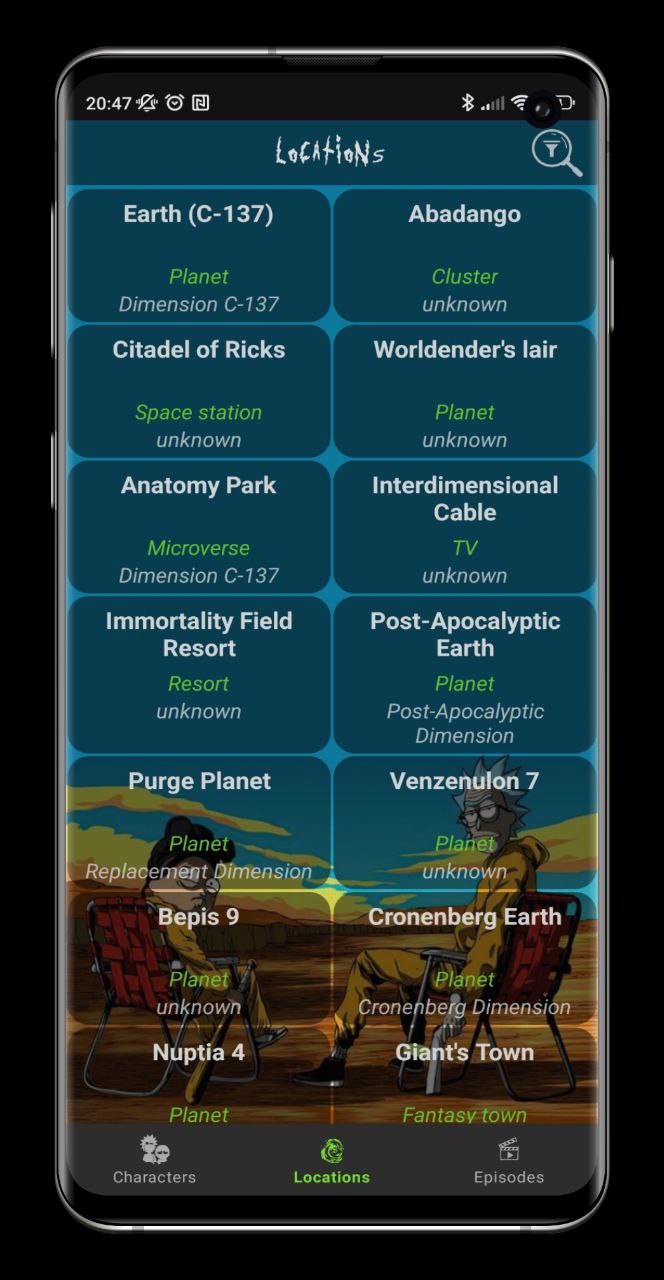 20:47
LoCATioNs
Earth (C-137)
Planet
Dimension C-137
Abadango
Cluster
unknown
Citadel of Ricks
Space station
unknown
Worldender's lair
Planet
unknown
Anatomy Park
Microverse
Dimension C-137
Interdimensional
Cable
TV
unknown
Immortality Field
Resort
Resort
unknown
Post-Apocalyptic
Earth
Planet
Post-Apocalyptic
Dimension
Purge Planet
Planet
Replacement Dimension
Venzenulon 7
Planet
unknown
Bepis 9
Planet
unknown
Cronenberg Earth
Planet
Cronenberg Dimension
Nuptia 4
Planet
Giant's Town
Fantasy town
Characters
Locations
Episodes